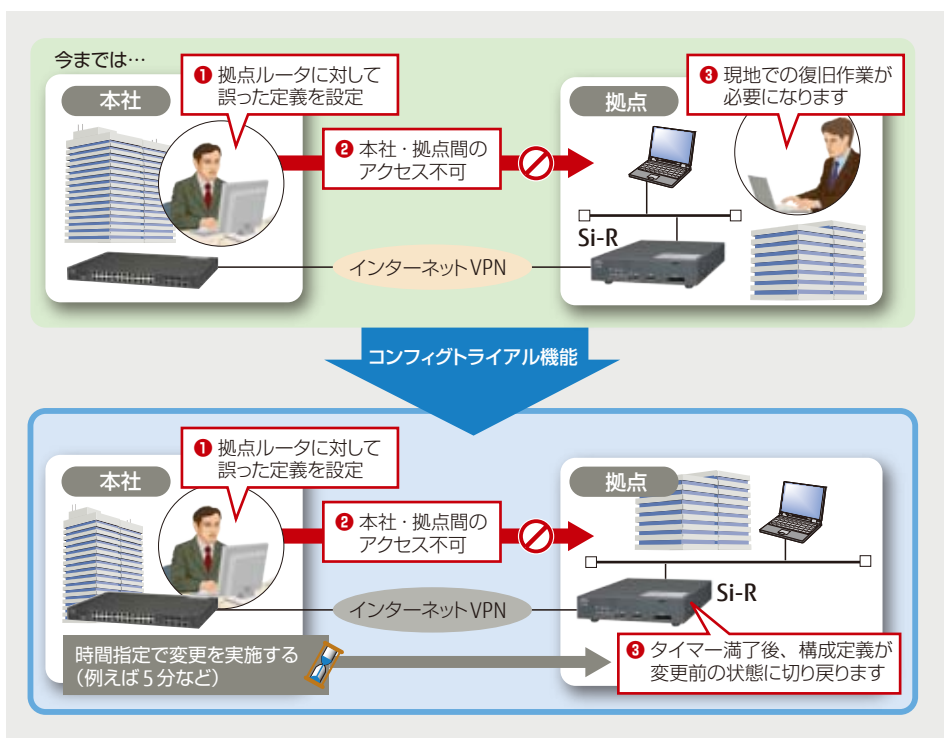 今までは…
本社
❶ 拠点ルータに対して
誤った定義を設定
❷ 本社・拠点間の
アクセス不可
拠点
❸ 現地での復旧作業が
必要になります
Si-R
インターネットVPN
コンフィグトライアル機能
本社
❶ 拠点ルータに対して
誤った定義を設定
❷ 本社・拠点間の
アクセス不可
拠点
インターネットVPN
Si-R
時間指定で変更を実施する
(例えば5分など)
❸ タイマー満了後、構成定義が
変更前の状態に切り戻ります